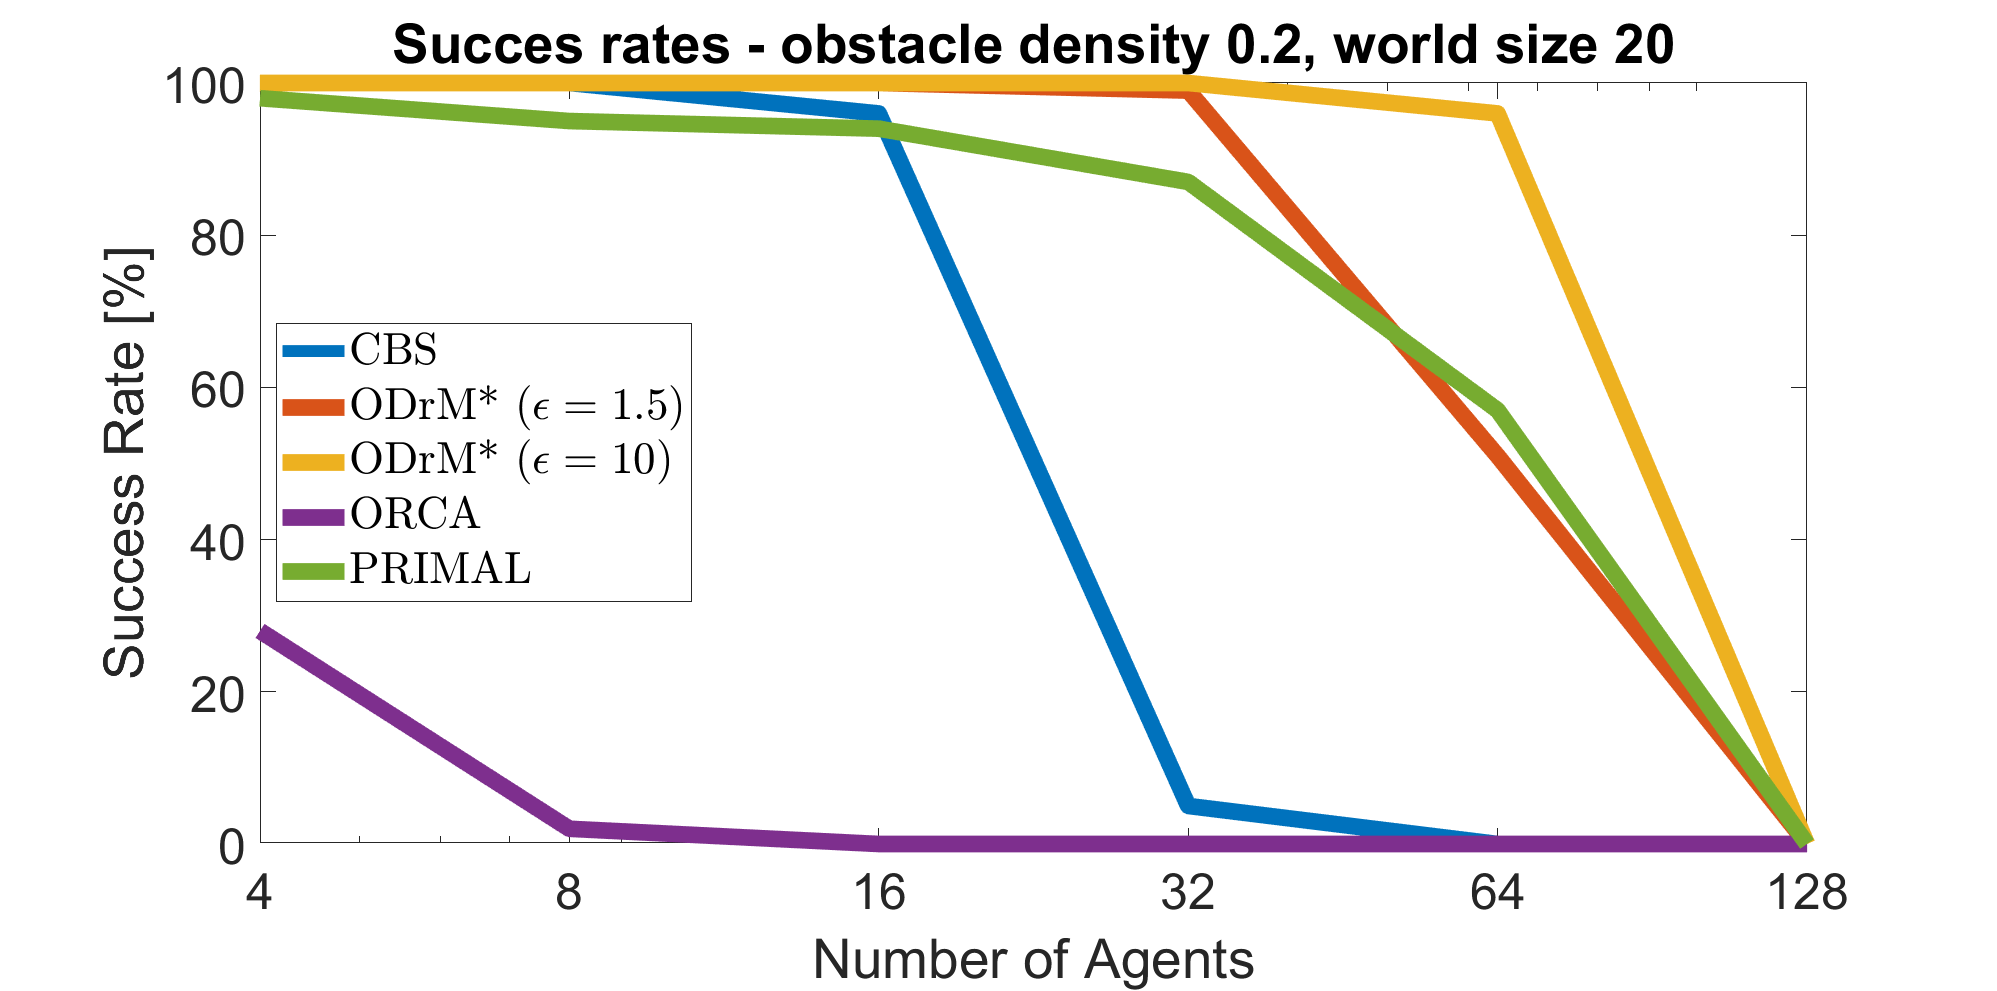 Succes rates - obstacle density 0.2, world size 20
100
80
60
40
20
0
Success Rate [%]
CBS
ODrM* (ϵ = 1.5)
ODrM* (ϵ = 10)
ORCA
PRIMAL
4 8 16 32 64 128
Number of Agents